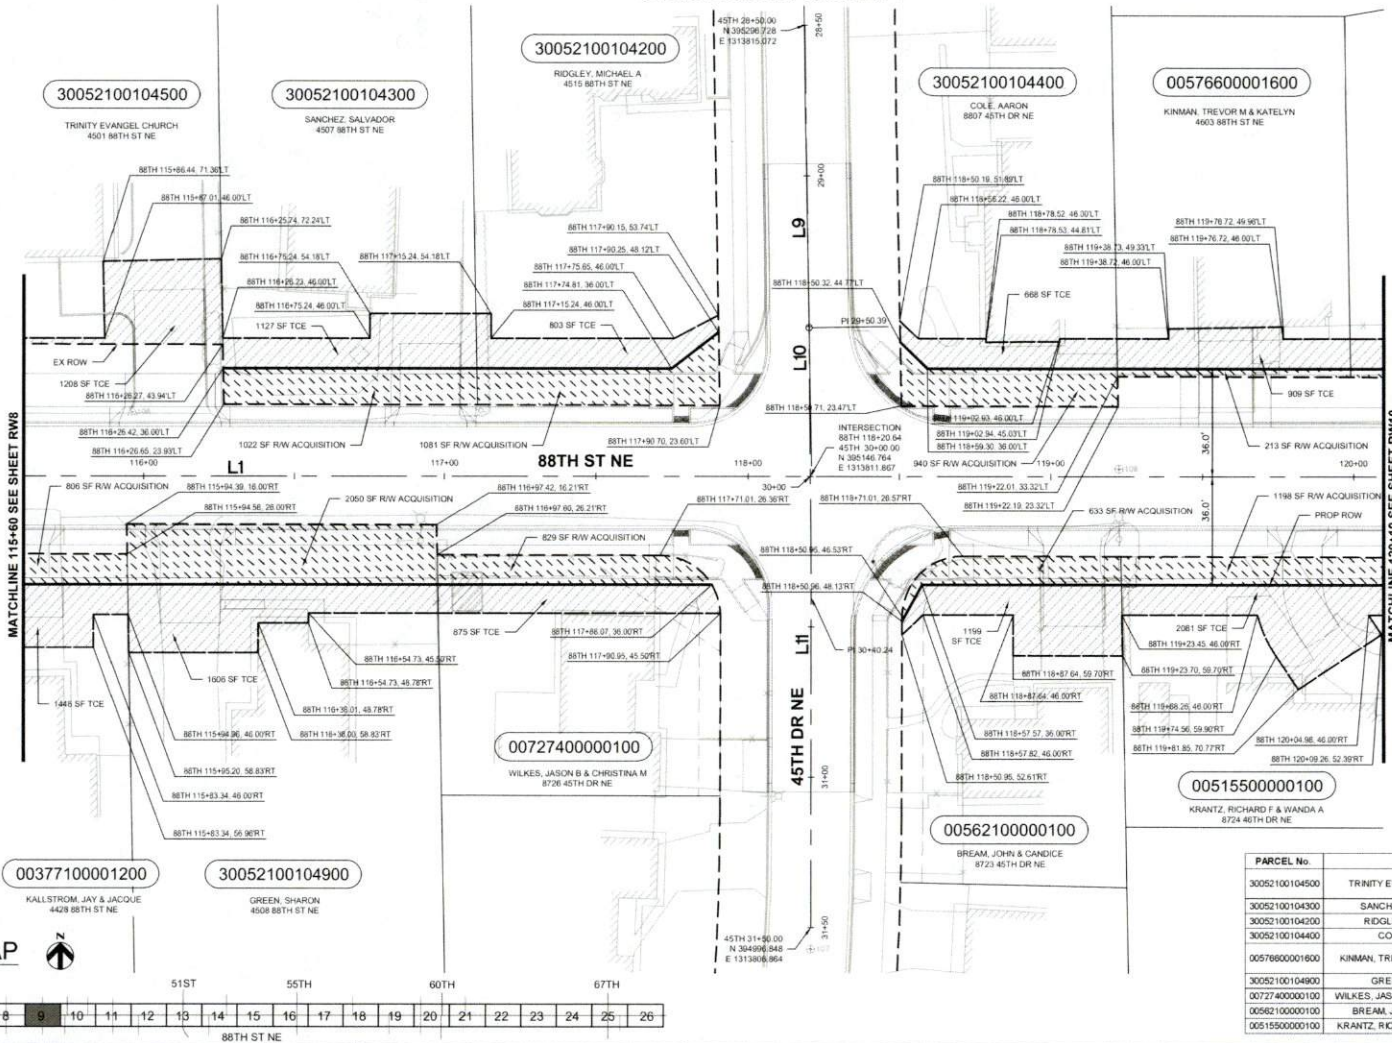 45TH 28+50.00
N 395296.728
E 1313815.072
28+50
30052100104500
TRINITY EVANGEL CHURCH
4501 88TH ST NE
30052100104300
SANCHEZ, SALVADOR
4507 88TH ST NE
30052100104200
RIDGLEY, MICHAEL A
4515 88TH ST NE
30052100104400
COLE, AARON
8807 45TH DR NE
00576600001600
KINMAN, TREVOR M & KATELYN
4603 88TH ST NE
88TH 115+86.44, 71.36'LT
88TH 115+87.01, 46.00'LT
88TH 116+25.74, 72.24'LT
88TH 116+75.24, 54.18'LT
88TH 117+15.24, 54.18'LT
88TH 116+26.23, 46.00'LT
88TH 116+75.24, 46.00'LT
1127 SF TCE
88TH 117+90.15, 53.74'LT
88TH 117+90.25, 48.12'LT
88TH 117+75.65, 46.00'LT
88TH 117+74.81, 36.00'LT
88TH 117+15.24, 46.00'LT
803 SF TCE
29+00
L9
88TH 118+50.19, 51.89'LT
88TH 118+56.22, 46.00'LT
88TH 118+78.52, 46.00'LT
88TH 118+78.53, 44.81'LT
88TH 119+38.73, 49.33'LT
88TH 119+38.72, 46.00'LT
88TH 119+76.72, 49.96'LT
88TH 119+76.72, 46.00'LT
88TH 118+50.32, 44.77'LT
668 SF TCE
PI 29+50.39
L10
EX ROW
1208 SF TCE
88TH 116+26.27, 43.94'LT
88TH 116+26.42, 36.00'LT
88TH 116+26.65, 23.93'LT
1022 SF R/W ACQUISITION
1081 SF R/W ACQUISITION
88TH 117+90.70, 23.60'LT
88TH 118+50.71, 23.47'LT
INTERSECTION
88TH 118+20.64
45TH 30+00.00
N 395146.764
E 1313811.867
88TH 119+02.93, 46.00'LT
88TH 119+02.94, 45.03'LT
88TH 118+59.30, 36.00'LT
940 SF R/W ACQUISITION
909 SF TCE
213 SF R/W ACQUISITION
36.0'
36.0'
116+00
L1
117+00
88TH ST NE
118+00
30+00
119+00
108
120+00
MATCHLINE 115+60 SEE SHEET RW8
806 SF R/W ACQUISITION
88TH 115+94.39, 16.00'RT
88TH 115+94.58, 26.00'RT
2050 SF R/W ACQUISITION
88TH 116+97.42, 16.21'RT
88TH 116+97.60, 26.21'RT
829 SF R/W ACQUISITION
88TH 117+71.01, 26.36'RT
88TH 118+71.01, 26.57'RT
88TH 119+22.01, 33.32'LT
88TH 119+22.19, 23.32'LT
633 SF R/W ACQUISITION
1198 SF R/W ACQUISITION
PROP ROW
88TH 118+50.95, 46.53'RT
88TH 118+50.96, 48.13'RT
875 SF TCE
88TH 117+88.07, 36.00'RT
88TH 117+90.95, 45.50'RT
L11
PI 30+40.24
1199
SF TCE
2081 SF TCE
88TH 119+23.45, 46.00'RT
88TH 119+23.70, 59.70'RT
88TH 118+87.64, 59.70'RT
88TH 118+87.64, 46.00'RT
88TH 118+57.57, 36.00'RT
88TH 118+57.82, 46.00'RT
88TH 118+50.95, 52.61'RT
88TH 119+68.25, 46.00'RT
88TH 119+74.56, 59.90'RT
88TH 119+81.85, 70.77'RT
88TH 120+04.98, 46.00'RT
88TH 120+09.26, 52.39'RT
1448 SF TCE
1606 SF TCE
88TH 116+54.73, 45.50'RT
88TH 116+54.73, 48.78'RT
88TH 116+38.01, 48.78'RT
88TH 116+38.00, 58.83'RT
88TH 115+94.96, 46.00'RT
88TH 115+95.20, 58.83'RT
88TH 115+83.34, 46.00'RT
88TH 115+83.34, 56.96'RT
00727400000100
WILKES, JASON B & CHRISTINA M
8726 45TH DR NE
45TH DR NE
31+00
00515500000100
KRANTZ, RICHARD F & WANDA A
8724 46TH DR NE
00562100000100
BREAM, JOHN & CANDICE
8723 45TH DR NE
00377100001200
KALLSTROM, JAY & JACQUE
4428 88TH ST NE
30052100104900
GREEN, SHARON
4508 88TH ST NE
45TH 31+50.00
N 394996.848
E 1313808.664
31+50
AP
N
51ST 55TH 60TH 67TH
8 9 10 11 12 13 14 15 16 17 18 19 20 21 22 23 24 25 26
88TH ST NE
PARCEL No.
30052100104500 TRINITY E
30052100104300 SANCH
30052100104200 RIDGL
30052100104400 CO
00576600001600 KINMAN, TR
30052100104900 GRE
00727400000100 WILKES, JAS
00562100000100 BREAM, J
00515500000100 KRANTZ, RIC